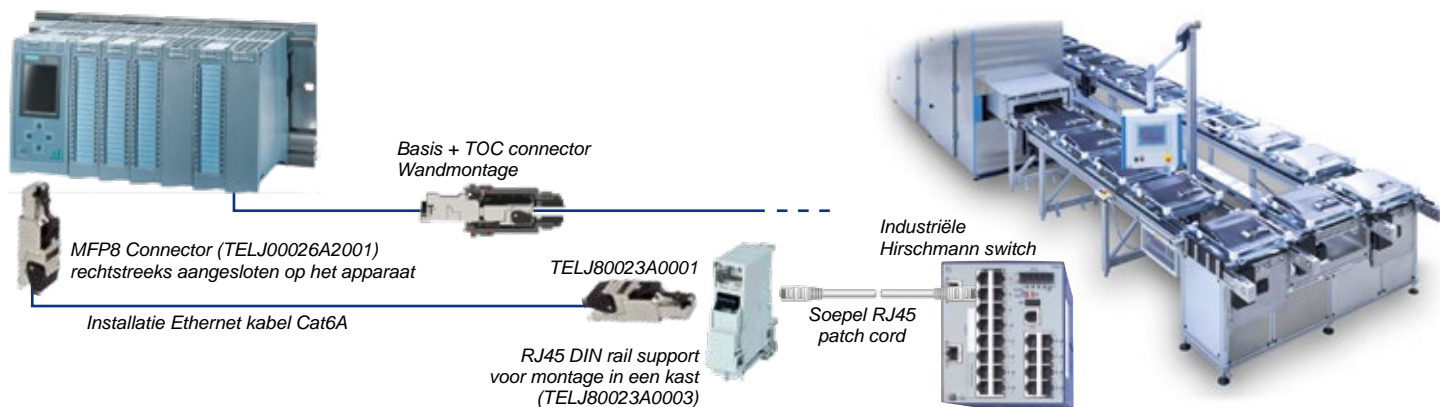 Basis + TOC connector
Wandmontage
MFP8 Connector (TELJ00026A2001)
rechtstreeks aangesloten op het apparaat
Installatie Ethernet kabel Cat6A
TELJ80023A0001
RJ45 DIN rail support
voor montage in een kast
(TELJ80023A0003)
Soepel RJ45
patch cord
Industriële
Hirschmann switch